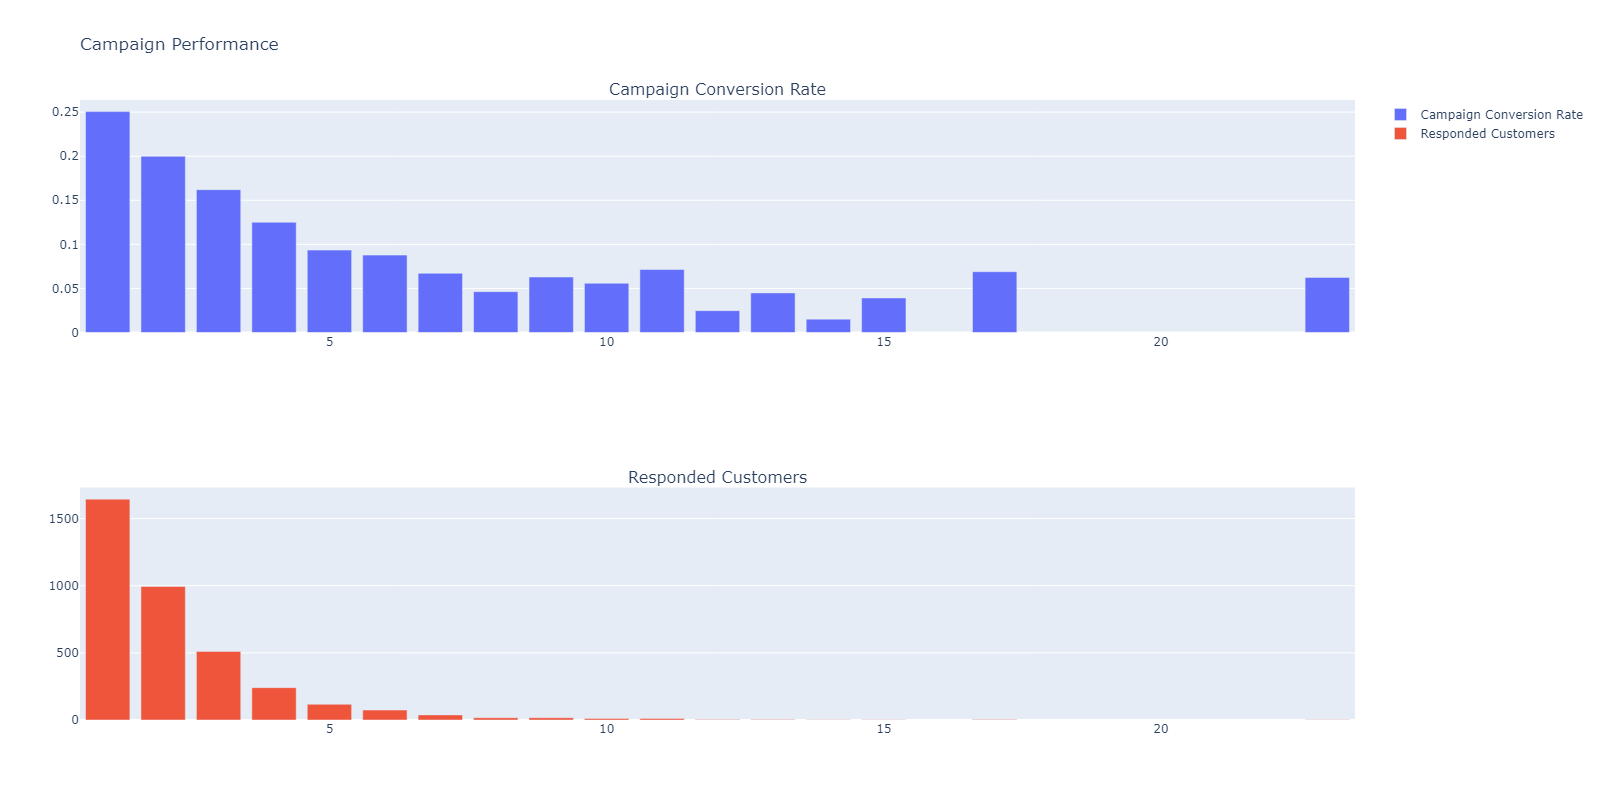 Campaign Performance
Campaign Conversion Rate
0.25
0.2
0.15
0.1
0.05
0
5 10 15 20
Campaign Conversion Rate
Responded Customers
Responded Customers
1500
1000
500
0
5 10 15 20